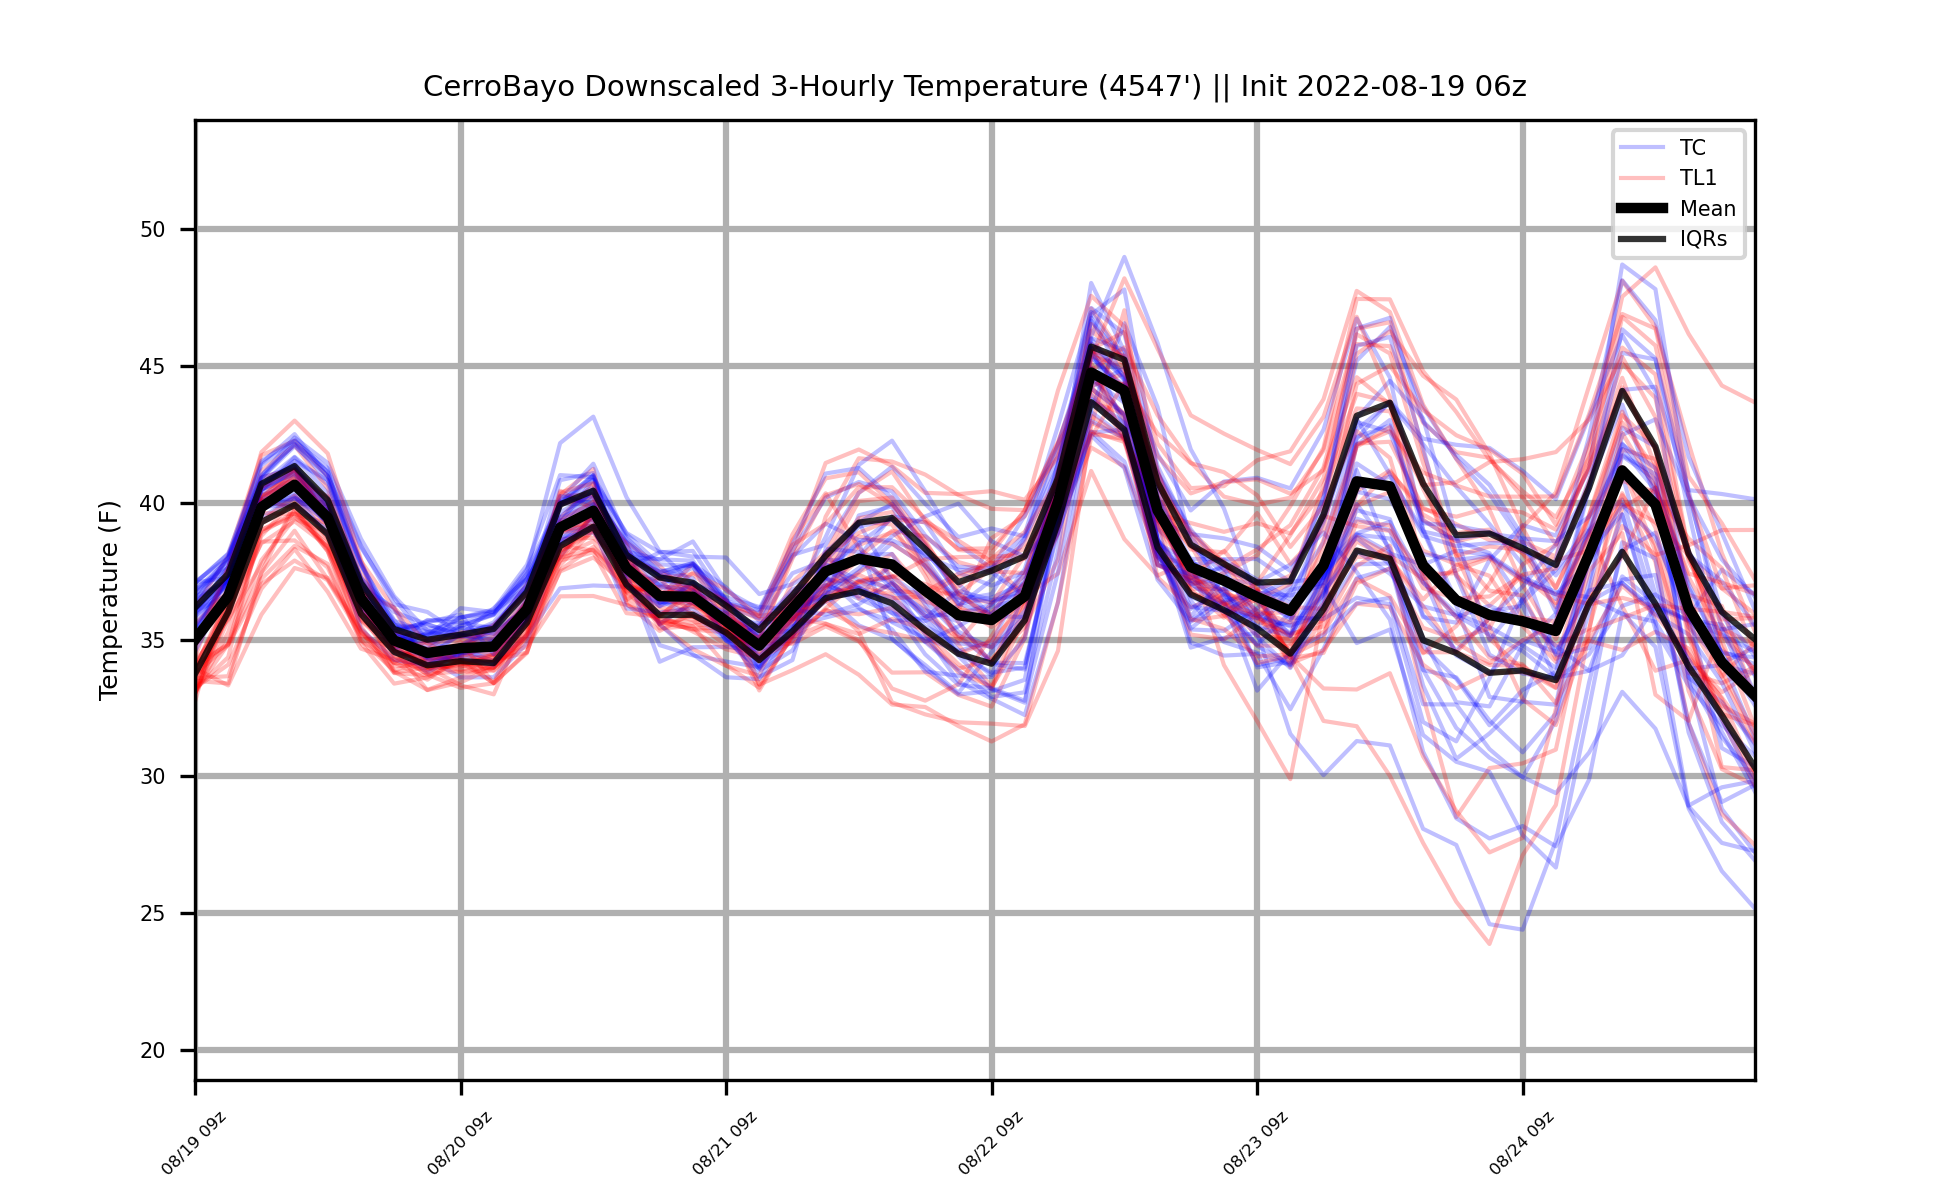 CerroBayo Downscaled 3-Hourly Temperature (4547') || Init 2022-08-19 06z
TC
TL1
Mean
IQRs
Temperature (F)
50
45
40
35
30
25
20
08/19 09z
08/20 09z
08/21 09z
08/22 09z
08/23 09z
08/24 09z